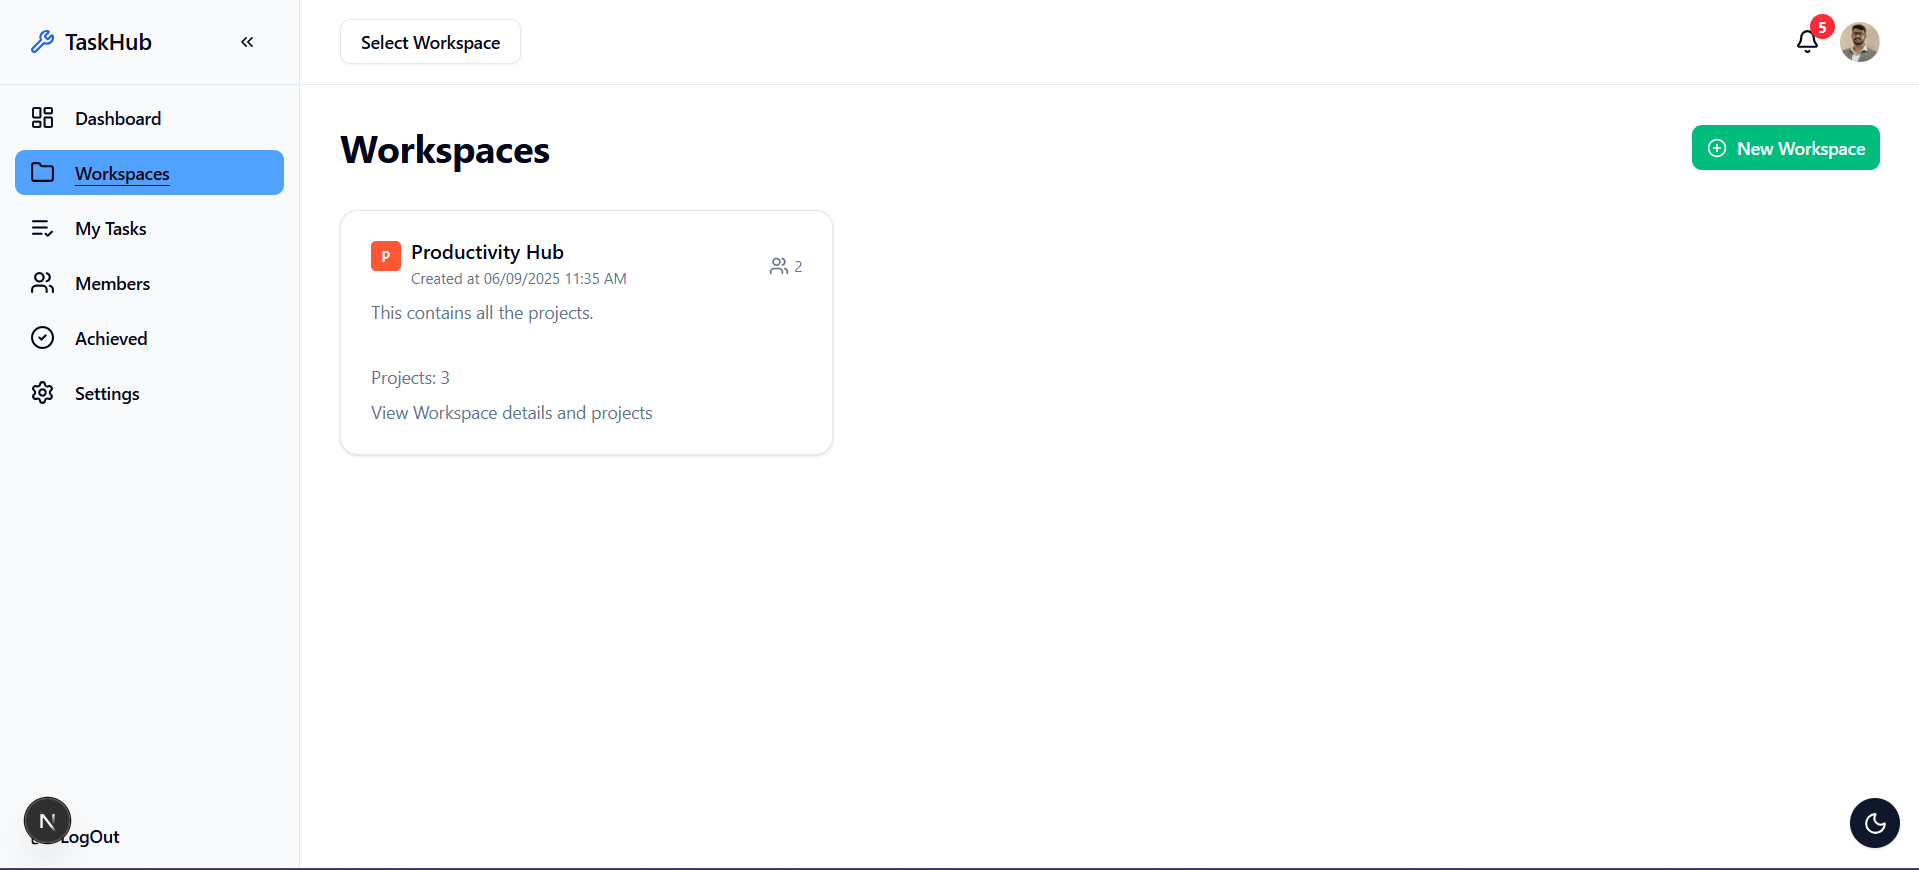 TaskHub
Select Workspace
5
Dashboard
Workspaces
My Tasks
Members
Achieved
Settings
N
LogOut
Workspaces
New Workspace
P
Productivity Hub
2
Created at 06/09/2025 11:35 AM
This contains all the projects.
Projects: 3
View Workspace details and projects